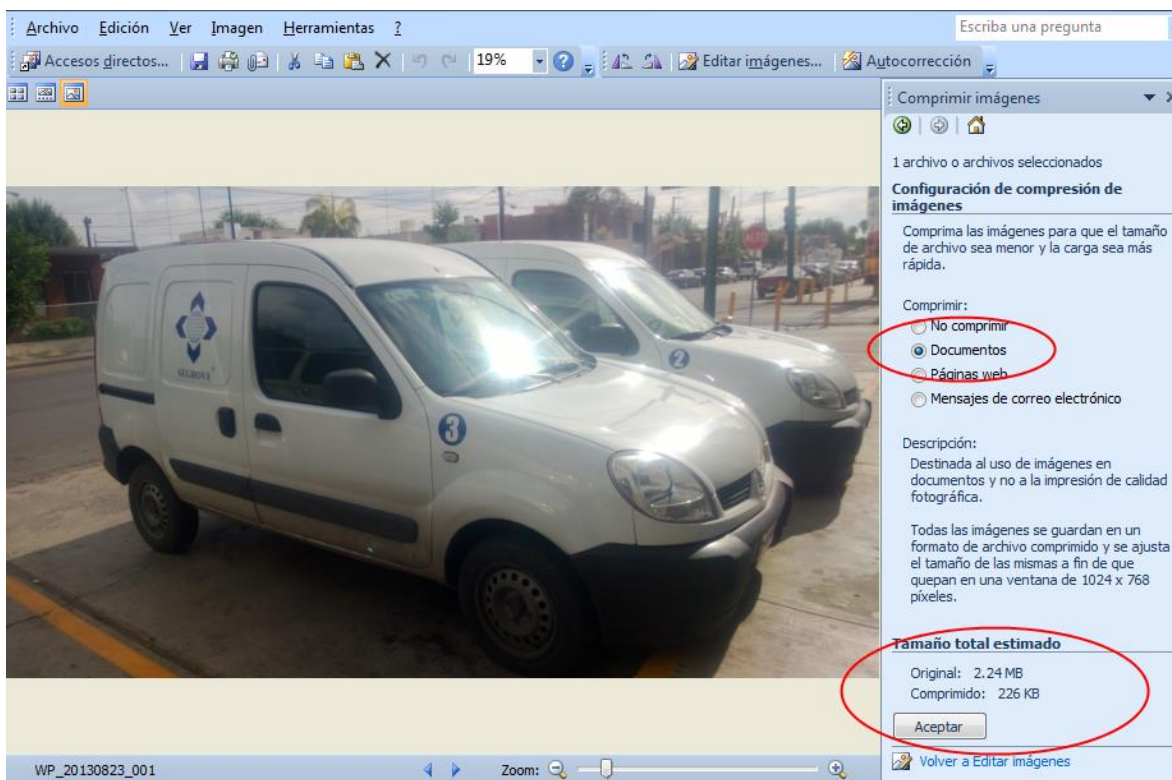 Archivo Edición Ver Imagen Herramientas ?
Escriba una pregunta
Accesos directos... 19% Editar imágenes... Autocorrección
Comprimir imágenes
1 archivo o archivos seleccionados
Configuración de compresión de
imágenes
Comprima las imágenes para que el tamaño
de archivo sea menor y la carga sea más
rápida.
Comprimir:
No comprimir
Documentos
Páginas web
Mensajes de correo electrónico
Descripción:
Destinada al uso de imágenes en
documentos y no a la impresión de calidad
fotográfica.
Todas las imágenes se guardan en un
formato de archivo comprimido y se ajusta
el tamaño de las mismas a fin de que
quepan en una ventana de 1024 x 768
píxeles.
Tamaño total estimado
Original: 2.24 MB
Comprimido: 226 KB
Aceptar
Volver a Editar imágenes
SEGROVE
3
2
WP_20130823_001
Zoom: